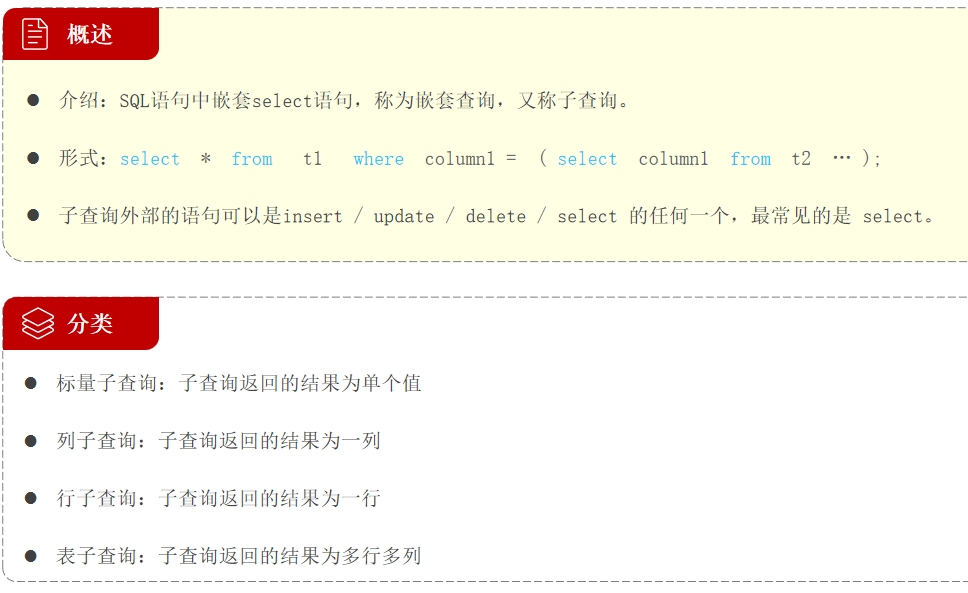 概述
介绍：SQL语句中嵌套select语句，称为嵌套查询，又称子查询。
形式：select * from t1 where column1 = ( select column1 from t2 … );
子查询外部的语句可以是insert / update / delete / select 的任何一个，最常见的是 select。
分类
标量子查询：子查询返回的结果为单个值
列子查询：子查询返回的结果为一列
行子查询：子查询返回的结果为一行
表子查询：子查询返回的结果为多行多列